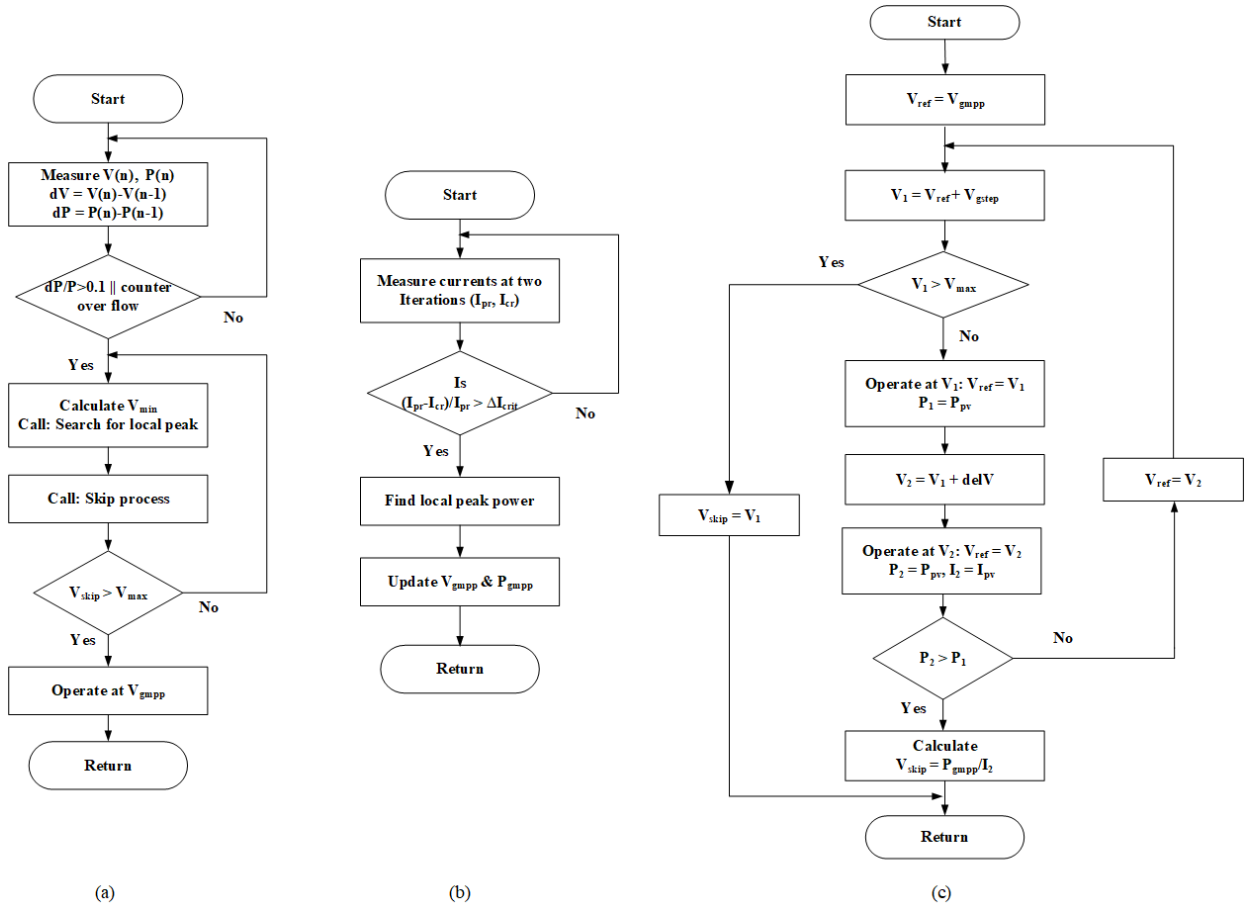 Start
Measure V(n), P(n)
dV = V(n)-V(n-1)
dP = P(n)-P(n-1)
dP/P>0.1 || counter
over flow
No
Yes
Calculate Vmin
Call: Search for local peak
Call: Skip process
Vskip > Vmax
No
Yes
Operate at Vgmpp
Return
(a)
Start
Measure currents at two
Iterations (Ipr, Icr)
Is
(Ipr-Icr)/Ipr > ΔIcrit
No
Yes
Find local peak power
Update Vgmpp & Pgmpp
Return
(b)
Start
Vref = Vgmpp
V1 = Vref + Vgstep
Yes
V1 > Vmax
No
Operate at V1: Vref = V1
P1 = Ppv
V2 = V1 + delV
Vref = V2
Vskip = V1
Operate at V2: Vref = V2
P2 = Ppv, I2 = Ipv
P2 > P1
No
Yes
Calculate
Vskip = Pgmpp/I2
Return
(c)